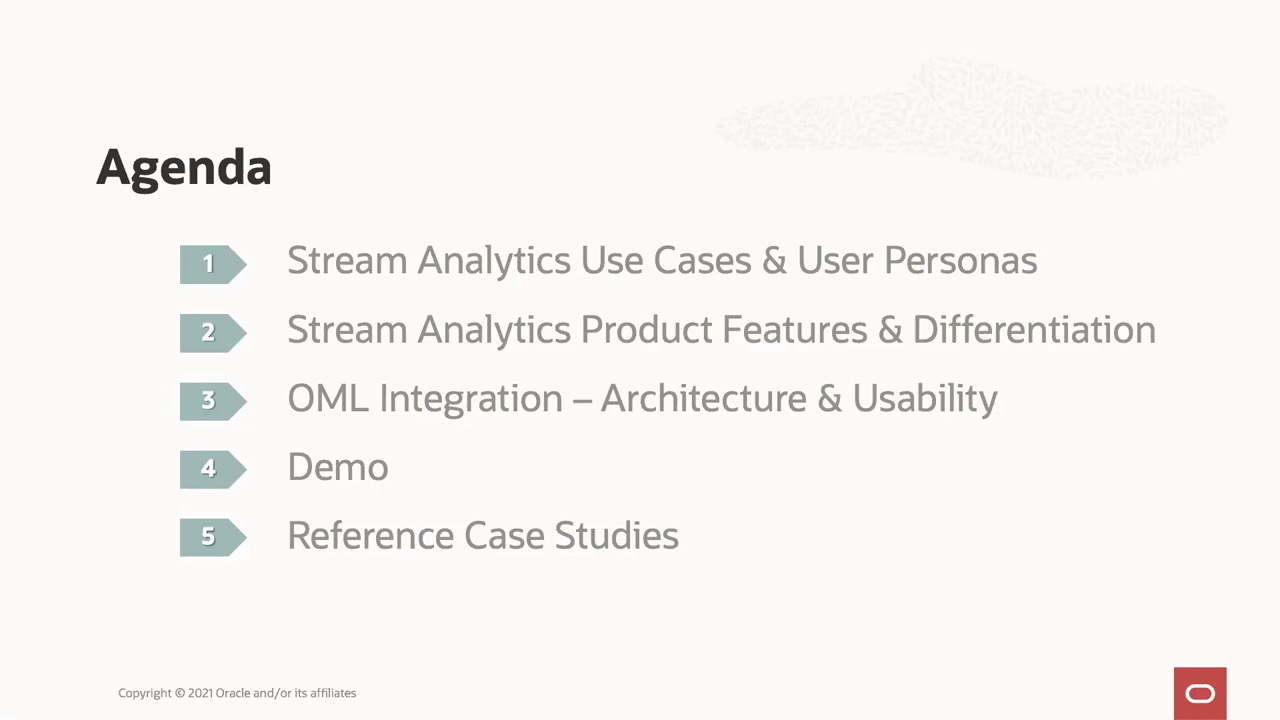 Agenda
1 Stream Analytics Use Cases & User Personas
2 Stream Analytics Product Features & Differentiation
3 OML Integration – Architecture & Usability
4 Demo
5 Reference Case Studies
Copyright © 2021 Oracle and/or its affiliates